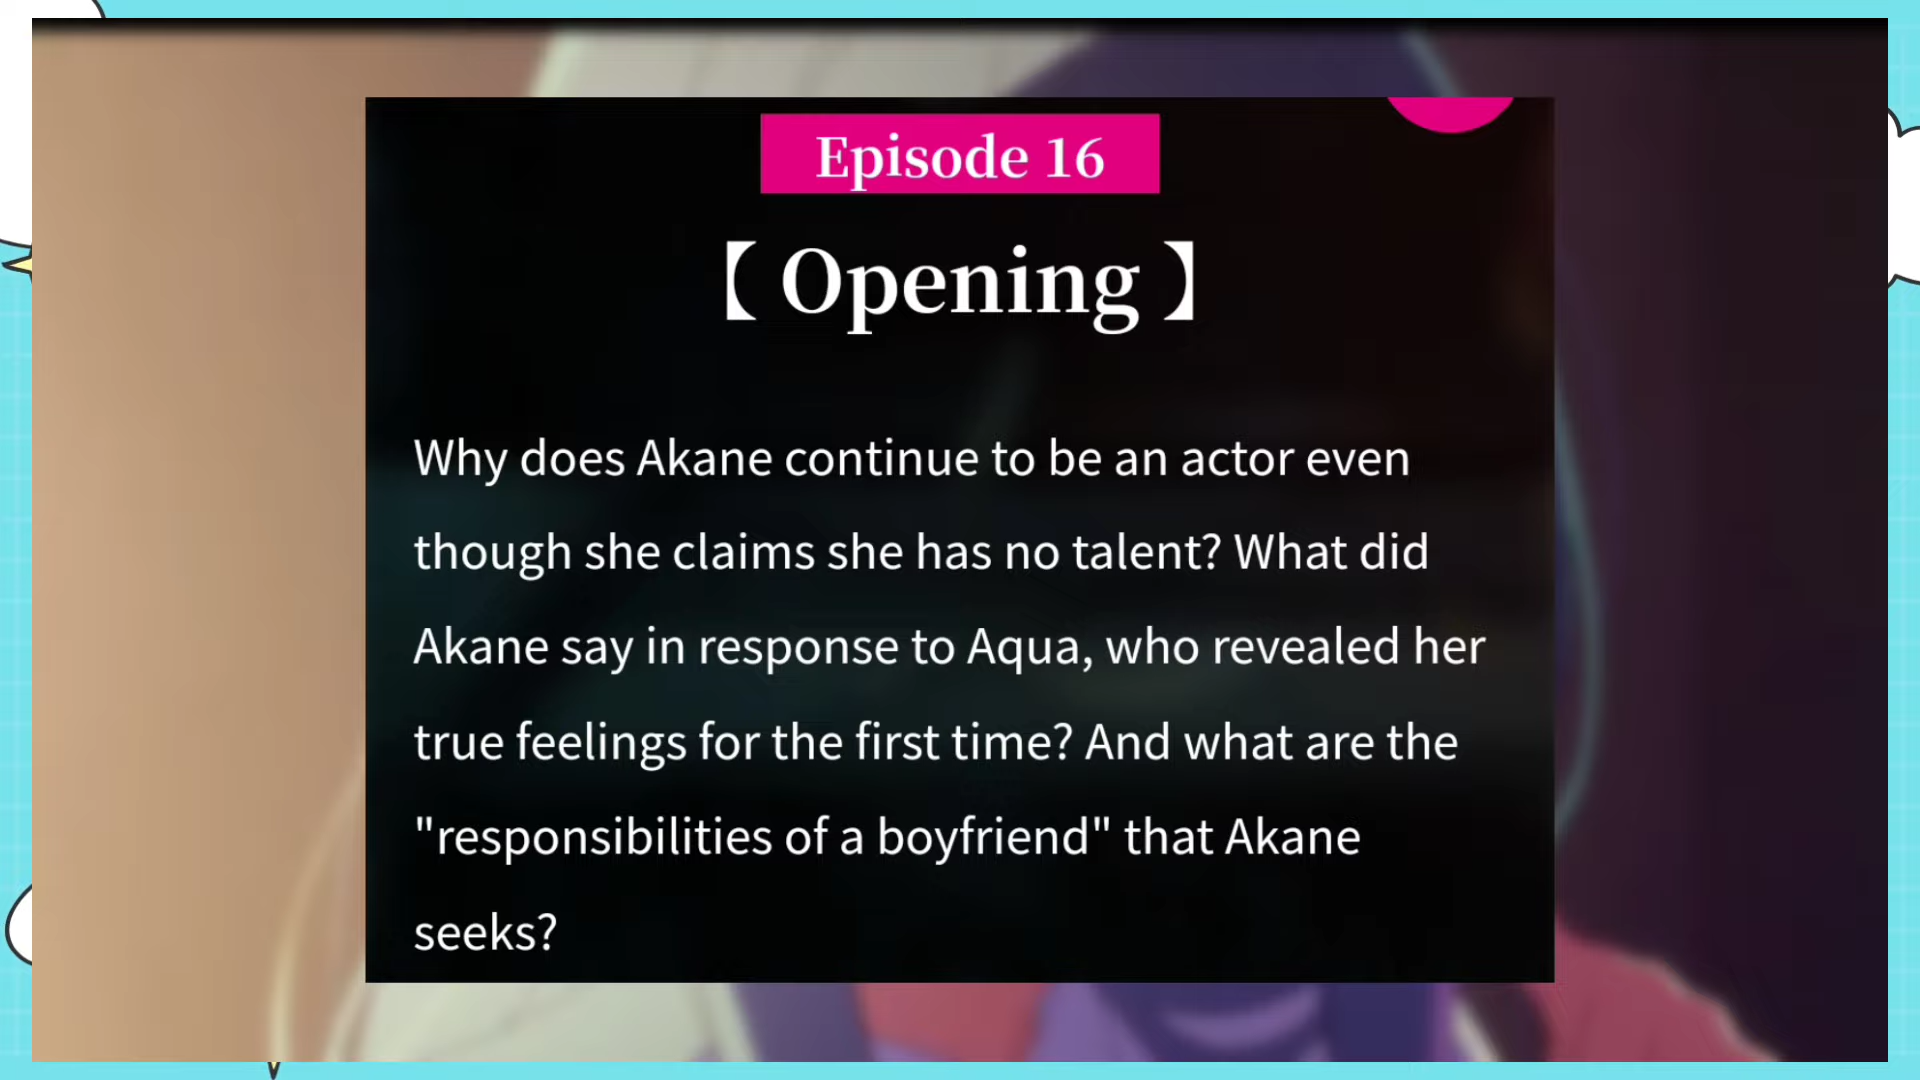 Episode 16
【 Opening 】
Why does Akane continue to be an actor even
though she claims she has no talent? What did
Akane say in response to Aqua, who revealed her
true feelings for the first time? And what are the
"responsibilities of a boyfriend" that Akane
seeks?